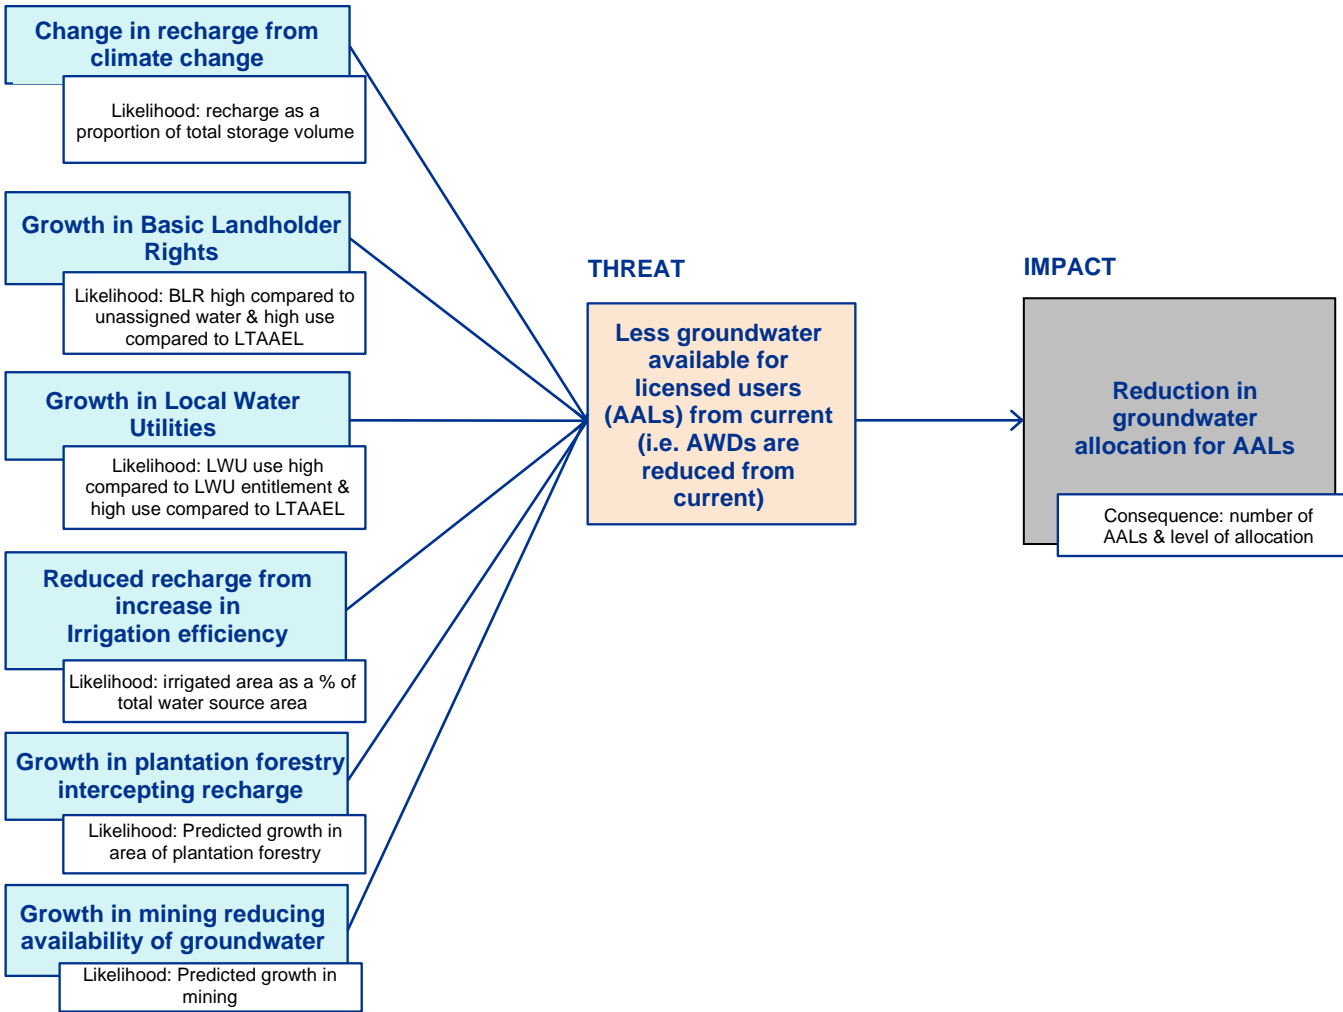 Change in recharge from
climate change
Likelihood: recharge as a
proportion of total storage volume
Growth in Basic Landholder
Rights
Likelihood: BLR high compared to
unassigned water & high use
compared to LTAAEL
Growth in Local Water
Utilities
Likelihood: LWU use high
compared to LWU entitlement &
high use compared to LTAAEL
Reduced recharge from
increase in
Irrigation efficiency
Likelihood: irrigated area as a % of
total water source area
Growth in plantation forestry
intercepting recharge
Likelihood: Predicted growth in
area of plantation forestry
Growth in mining reducing
availability of groundwater
Likelihood: Predicted growth in
mining
THREAT
Less groundwater
available for
licensed users
(AALs) from current
(i.e. AWDs are
reduced from
current)
IMPACT
Reduction in
groundwater
allocation for AALs
Consequence: number of
AALs & level of allocation